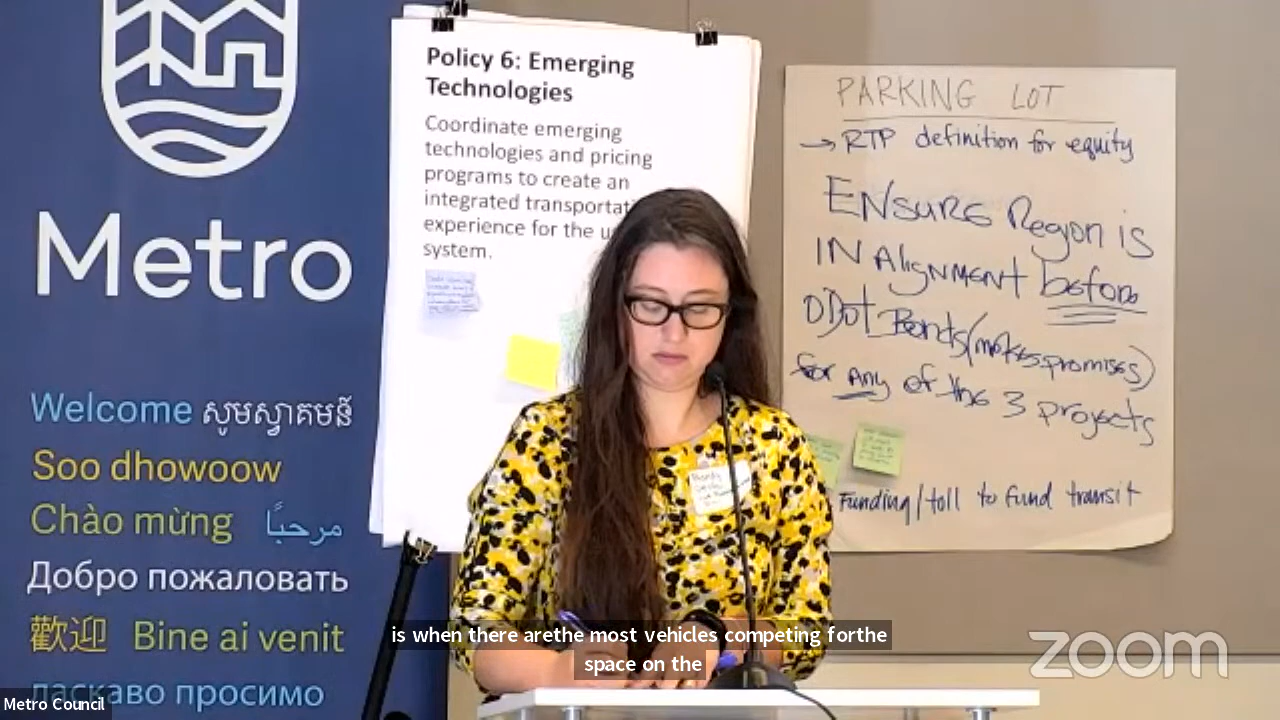 Metro
Welcome សូមស្វាគមន៍
Soo dhowoow
Chào mừng مرحبًا
Добро пожаловать
歡迎 Bine ai venit
ласкаво просимо
Policy 6: Emerging
Technologies
Coordinate emerging
technologies and pricing
programs to create an
integrated
experience for the
system.
PARKING LOT
→ RTP definition for equity
ENSURE Region is
IN Alignment before
ODOT Bonds (makes promises)
for any of the 3 projects
Funding/toll to fund transit
is when there arethe most vehicles competing forthe
space on the
Metro Council
zoom